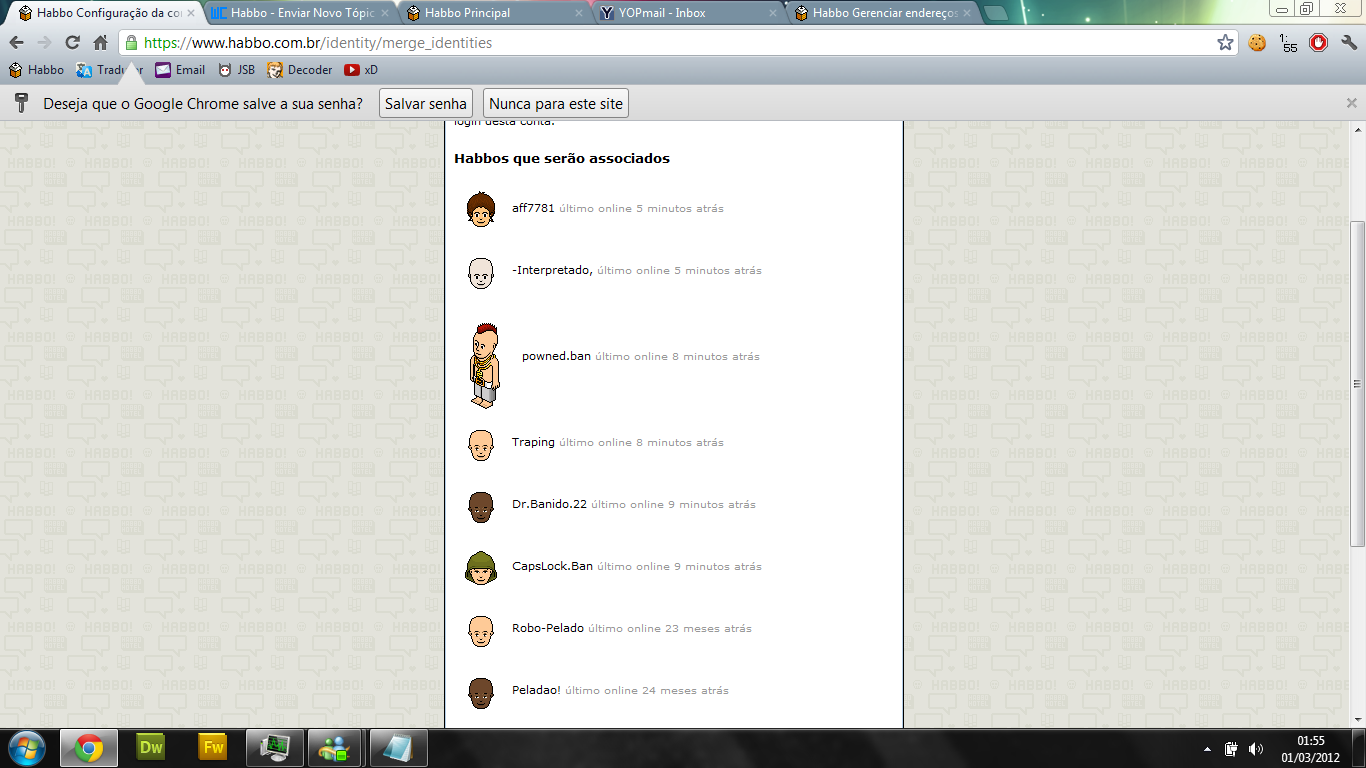 Habbo Configuração da co
Habbo - Enviar Novo Tópic
Habbo Principal
YOPmail - Inbox
Habbo Gerenciar endereços
https://www.habbo.com.br/identity/merge_identities
1:
55
Habbo
Email
JSB
Decoder
xD
Deseja que o Google Chrome salve a sua senha?
Salvar senha
Nunca para este site
login desta conta.
Habbos que serão associados
aff7781 último online 5 minutos atrás
-Interpretado, último online 5 minutos atrás
powned.ban último online 8 minutos atrás
Traping último online 8 minutos atrás
Dr.Banido.22 último online 9 minutos atrás
CapsLock.Ban último online 9 minutos atrás
Robo-Pelado último online 23 meses atrás
Peladao! último online 24 meses atrás
Dw
Fw
01:55
01/03/2012